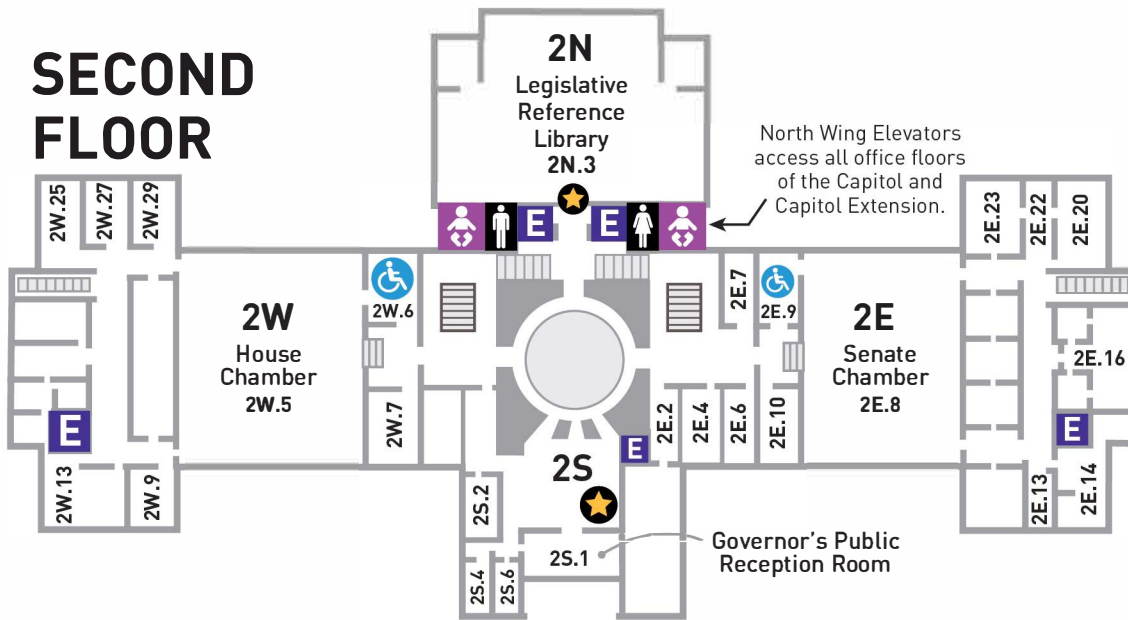 SECOND
FLOOR
2N
Legislative
Reference
Library
2N.3
North Wing Elevators
access all office floors
of the Capitol and
Capitol Extension.
E
E
2W.25
2W.27
2W.29
2E.23
2E.22
2E.20
2W.6
2E.7
2E.9
2W
House
Chamber
2W.5
2E
Senate
Chamber
2E.8
2E.16
E
2W.7
2E.2
2E.4
2E.6
2E.10
E
E
2S
2W.13
2W.9
2S.2
2E.13
2E.14
2S.1
Governor's Public
Reception Room
2S.4
2S.6